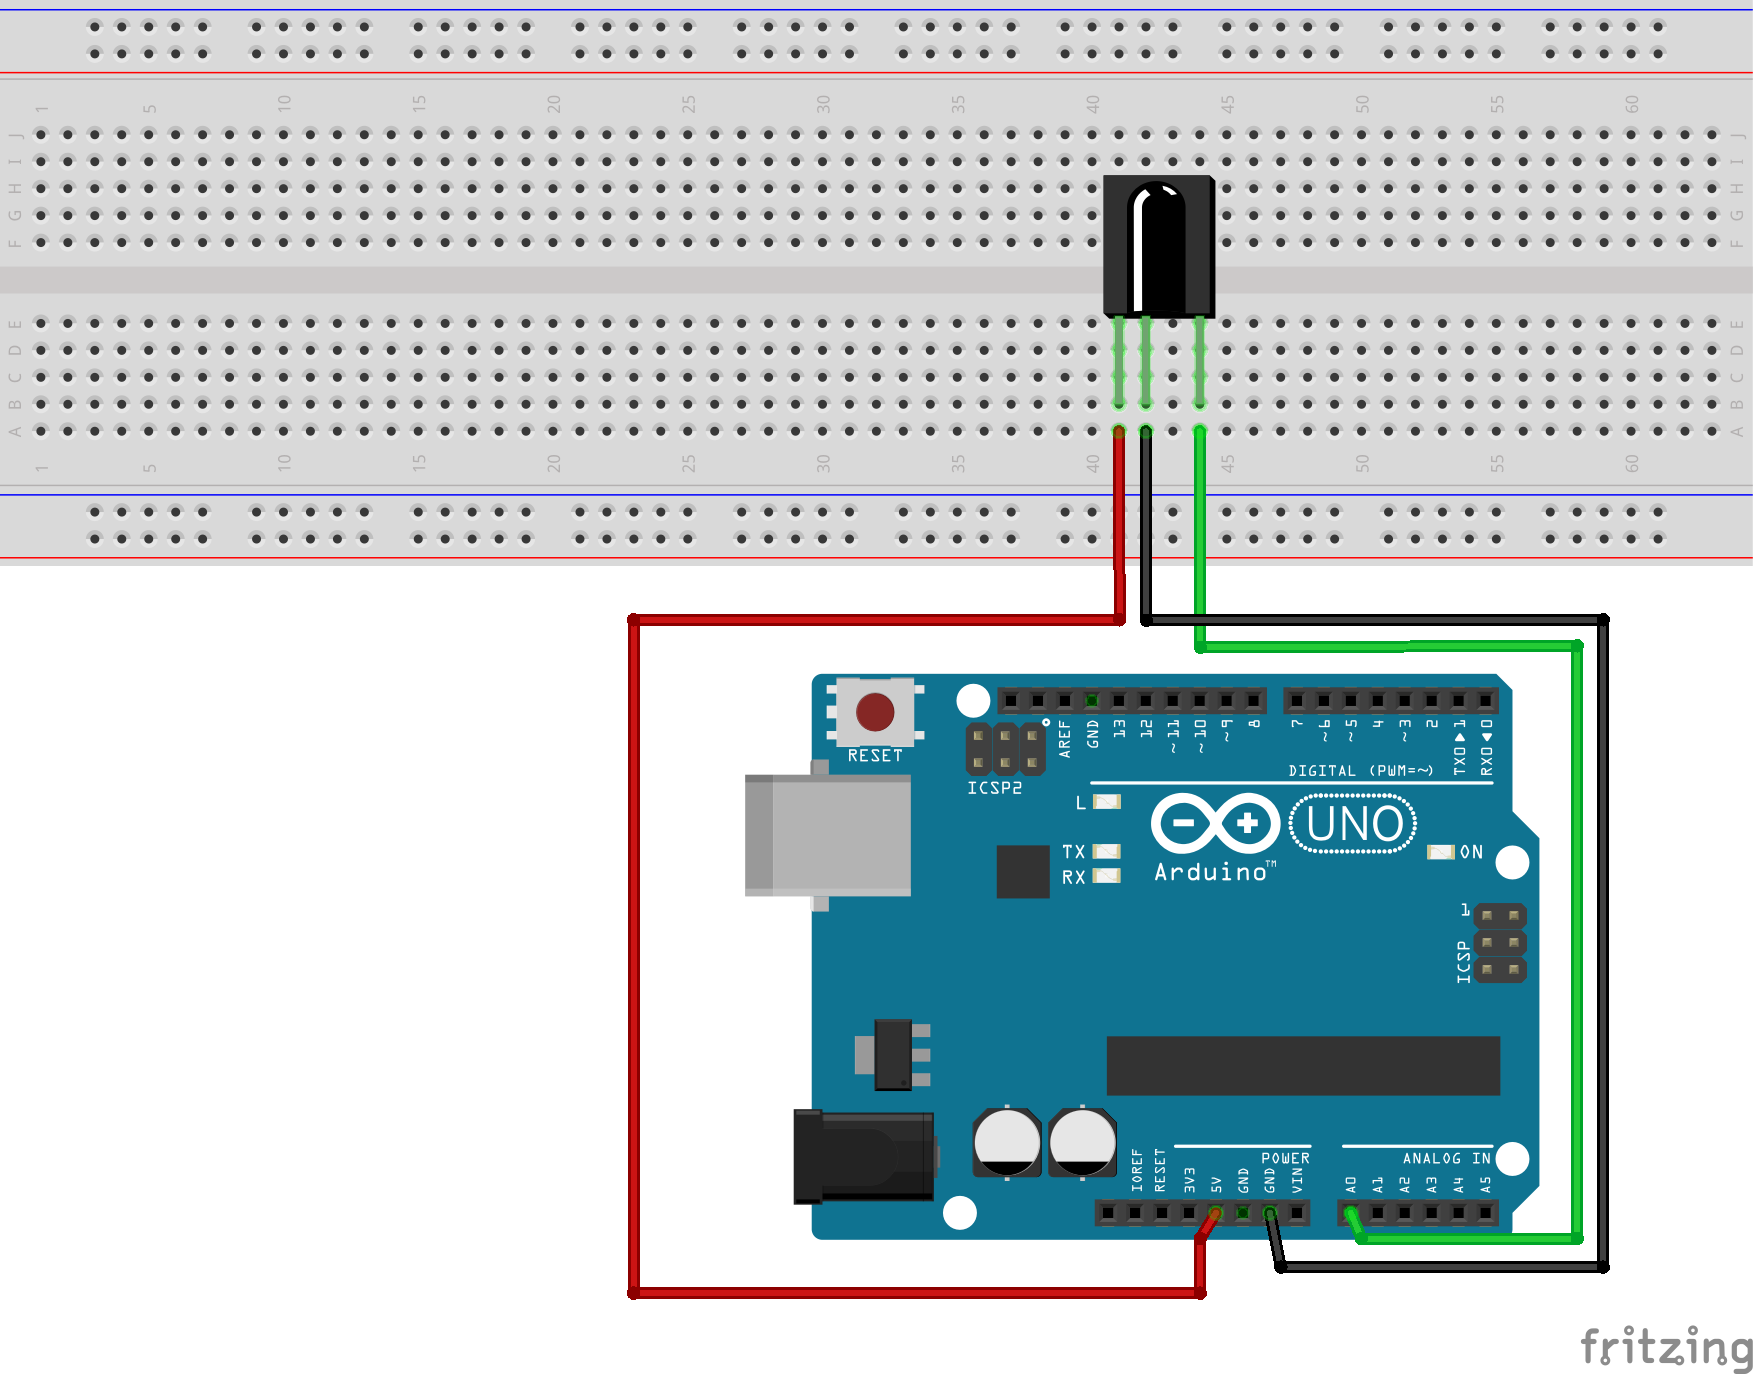 1 5 10 15 20 25 30 35 40 45 50 55 60
J J
I I
H H
G G
F F
E E
D D
C C
B B
A A
1 5 10 15 20 25 30 35 40 45 50 55 60
RESET
ICSP2
AREF GND 13 12 ~11 ~10 ~9 8 7 ~6 ~5 4 ~3 2 TX0▶1 RX0◀0
DIGITAL (PWM=~)
L
TX
RX
UNO
Arduino™
ON
1
ICSP
POWER
ANALOG IN
IOREF RESET 3V3 5V GND GND VIN A0 A1 A2 A3 A4 A5
fritzing